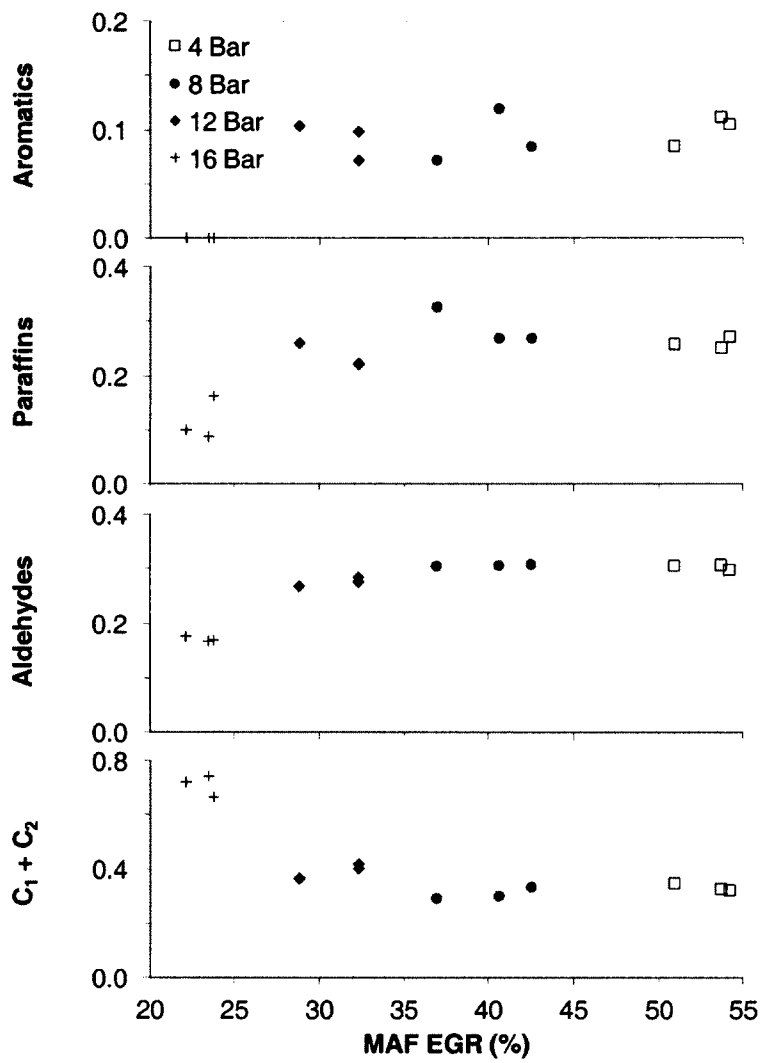 0.2
0.1
0.0
Aromatics
4 Bar
8 Bar
12 Bar
16 Bar
0.4
0.2
0.0
Paraffins
0.4
0.2
0.0
Aldehydes
0.8
0.4
0.0
C₁ + C₂
20 25 30 35 40 45 50 55
MAF EGR (%)